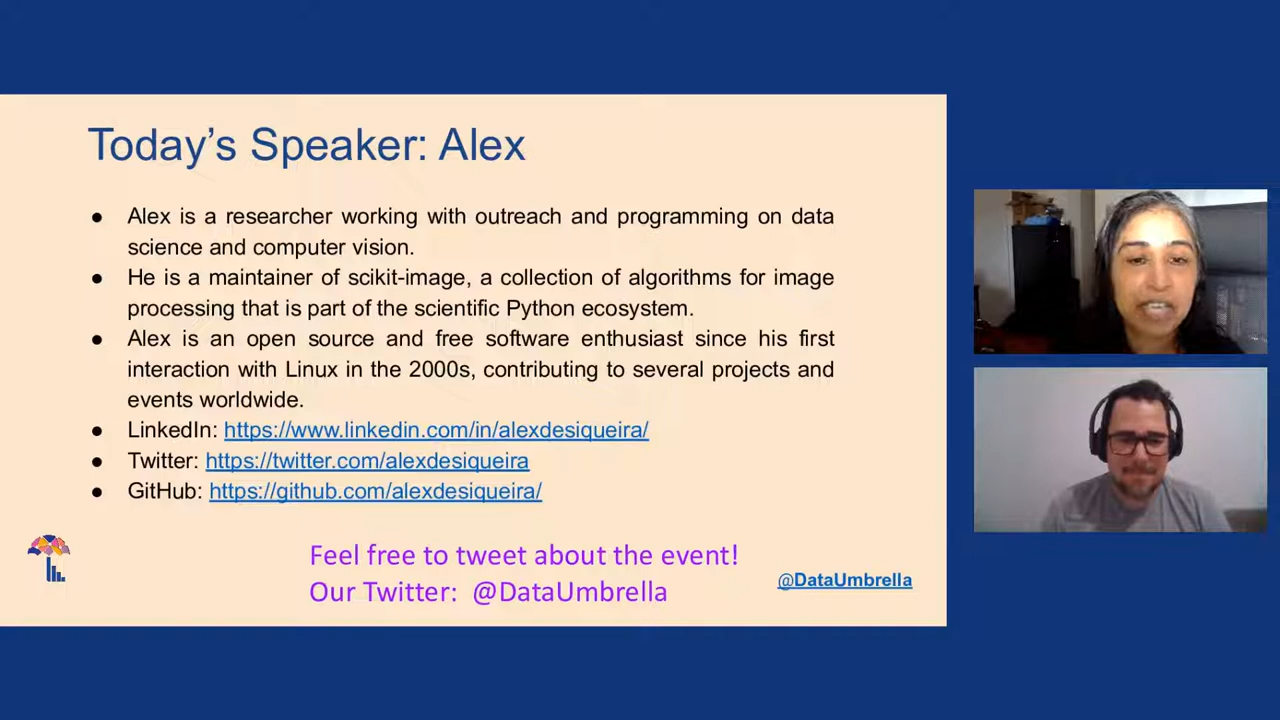 Today’s Speaker: Alex
● Alex is a researcher working with outreach and programming on data
science and computer vision.
● He is a maintainer of scikit-image, a collection of algorithms for image
processing that is part of the scientific Python ecosystem.
● Alex is an open source and free software enthusiast since his first
interaction with Linux in the 2000s, contributing to several projects and
events worldwide.
● LinkedIn: https://www.linkedin.com/in/alexdesiqueira/
● Twitter: https://twitter.com/alexdesiqueira
● GitHub: https://github.com/alexdesiqueira/
Feel free to tweet about the event!
Our Twitter: @DataUmbrella
@DataUmbrella